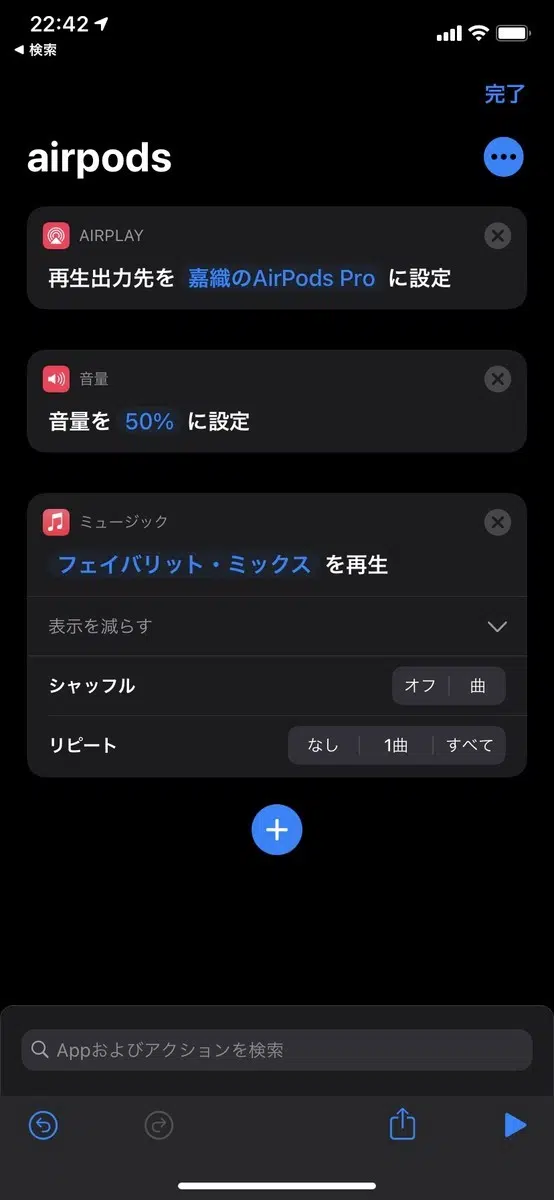 22:42
◀ 検索
完了
airpods
AIRPLAY
再生出力先を 嘉織のAirPods Pro に設定
音量
音量を 50% に設定
ミュージック
フェイバリット・ミックス を再生
表示を減らす
シャッフル オフ 曲
リピート なし 1曲 すべて
Appおよびアクションを検索